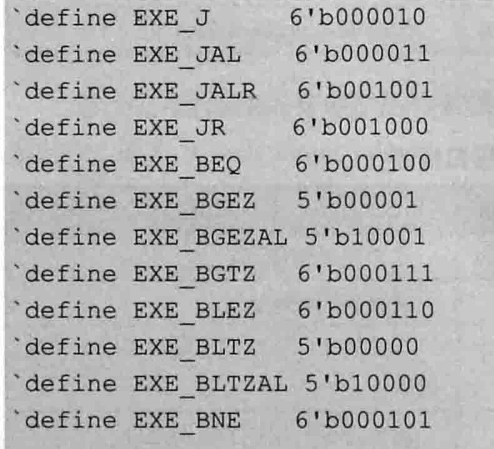 `define EXE_J 6'b000010
`define EXE_JAL 6'b000011
`define EXE_JALR 6'b001001
`define EXE_JR 6'b001000
`define EXE_BEQ 6'b000100
`define EXE_BGEZ 5'b00001
`define EXE_BGEZAL 5'b10001
`define EXE_BGTZ 6'b000111
`define EXE_BLEZ 6'b000110
`define EXE_BLTZ 5'b00000
`define EXE_BLTZAL 5'b10000
`define EXE_BNE 6'b000101